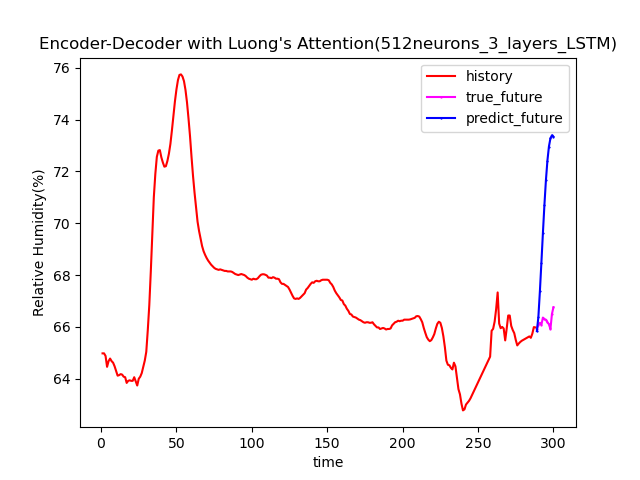 Encoder-Decoder with Luong's Attention(512neurons_3_layers_LSTM)
history
true_future
predict_future
Relative Humidity(%)
76
74
72
70
68
66
64
0 50 100 150 200 250 300
time